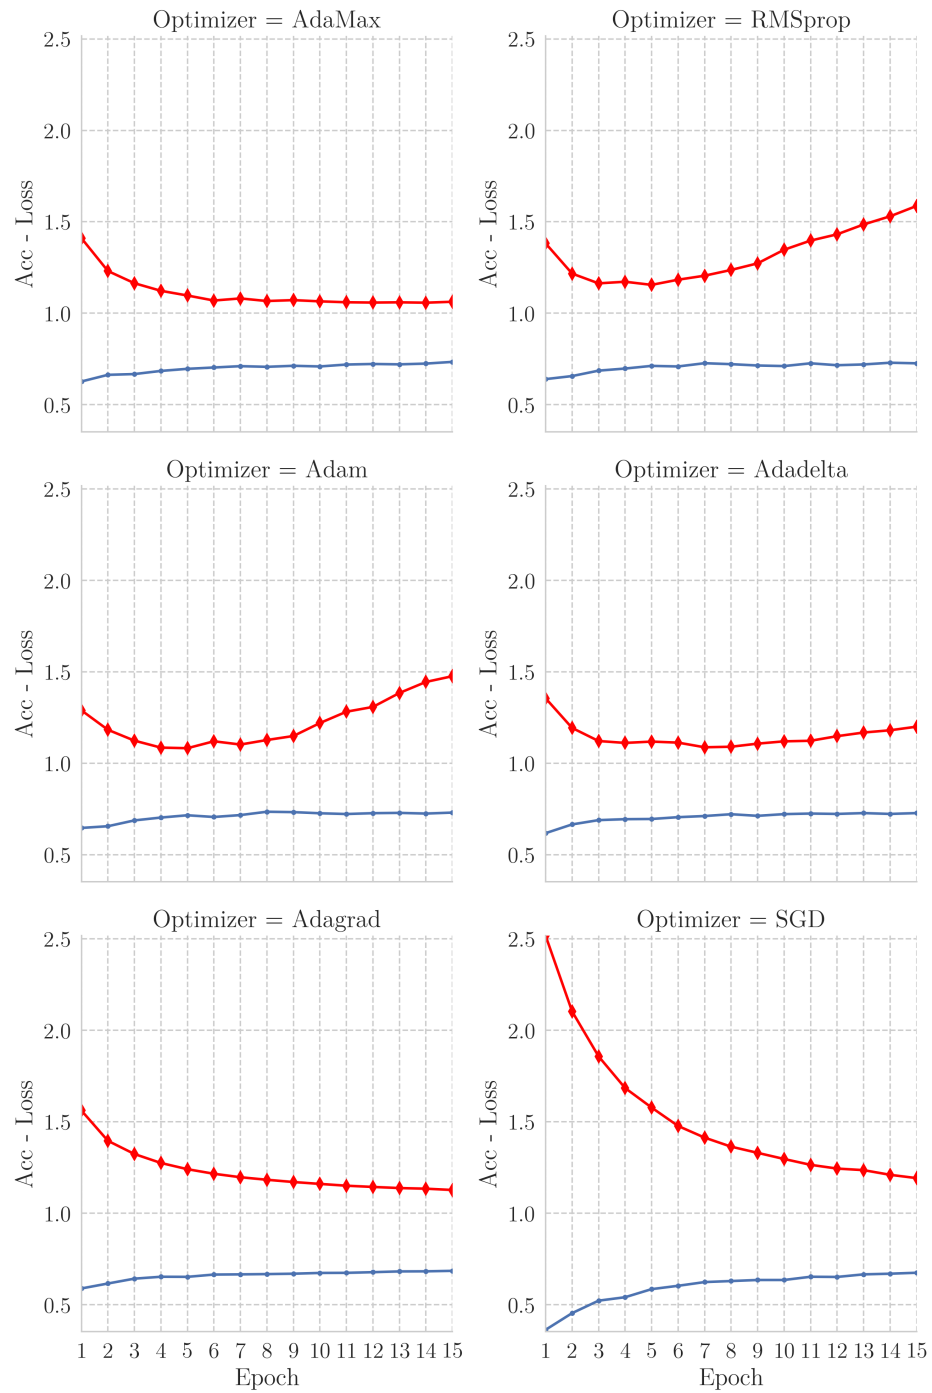 Optimizer = AdaMax
2.5
2.0
1.5
1.0
0.5
Acc - Loss
Optimizer = RMSprop
2.5
2.0
1.5
1.0
0.5
Acc - Loss
Optimizer = Adam
2.5
2.0
1.5
1.0
0.5
Acc - Loss
Optimizer = Adadelta
2.5
2.0
1.5
1.0
0.5
Acc - Loss
Optimizer = Adagrad
2.5
2.0
1.5
1.0
0.5
Acc - Loss
1 2 3 4 5 6 7 8 9 10 11 12 13 14 15
Epoch
Optimizer = SGD
2.5
2.0
1.5
1.0
0.5
Acc - Loss
1 2 3 4 5 6 7 8 9 10 11 12 13 14 15
Epoch